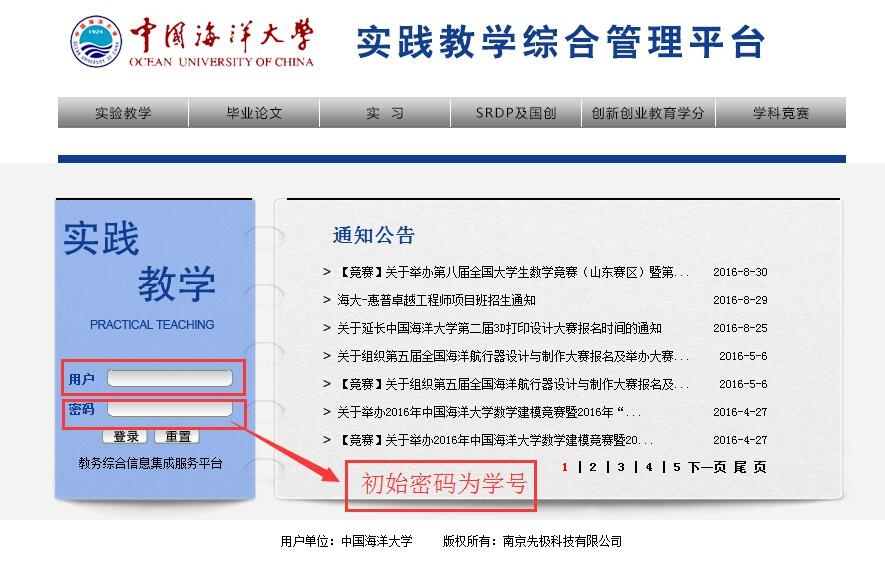 1924
中国海洋大学
OCEAN UNIVERSITY OF CHINA
实践教学综合管理平台
实验教学 毕业论文 实 习 SRDP及国创 创新创业教育学分 学科竞赛
实践
教学
PRACTICAL TEACHING
用户
密码
登录 重置
教务综合信息集成服务平台
通知公告
> 【竞赛】关于举办第八届全国大学生数学竞赛（山东赛区）暨第... 2016-8-30
> 海大-惠普卓越工程师项目班招生通知 2016-8-29
> 关于延长中国海洋大学第二届3D打印设计大赛报名时间的通知 2016-8-25
> 关于组织第五届全国海洋航行器设计与制作大赛报名及举办大赛... 2016-5-6
> 【竞赛】关于组织第五届全国海洋航行器设计与制作大赛报名及... 2016-5-6
> 关于举办2016年中国海洋大学数学建模竞赛暨2016年“... 2016-4-27
> 【竞赛】关于举办2016年中国海洋大学数学建模竞赛暨20... 2016-4-27
1 | 2 | 3 | 4 | 5 下一页 尾 页
初始密码为学号
用户单位：中国海洋大学 版权所有：南京先极科技有限公司